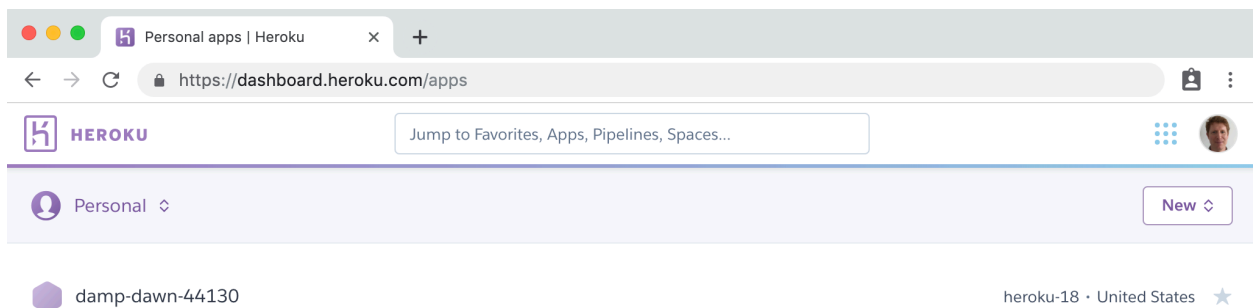 Personal apps | Heroku
https://dashboard.heroku.com/apps
HEROKU
Jump to Favorites, Apps, Pipelines, Spaces...
Personal
New
damp-dawn-44130
heroku-18 · United States